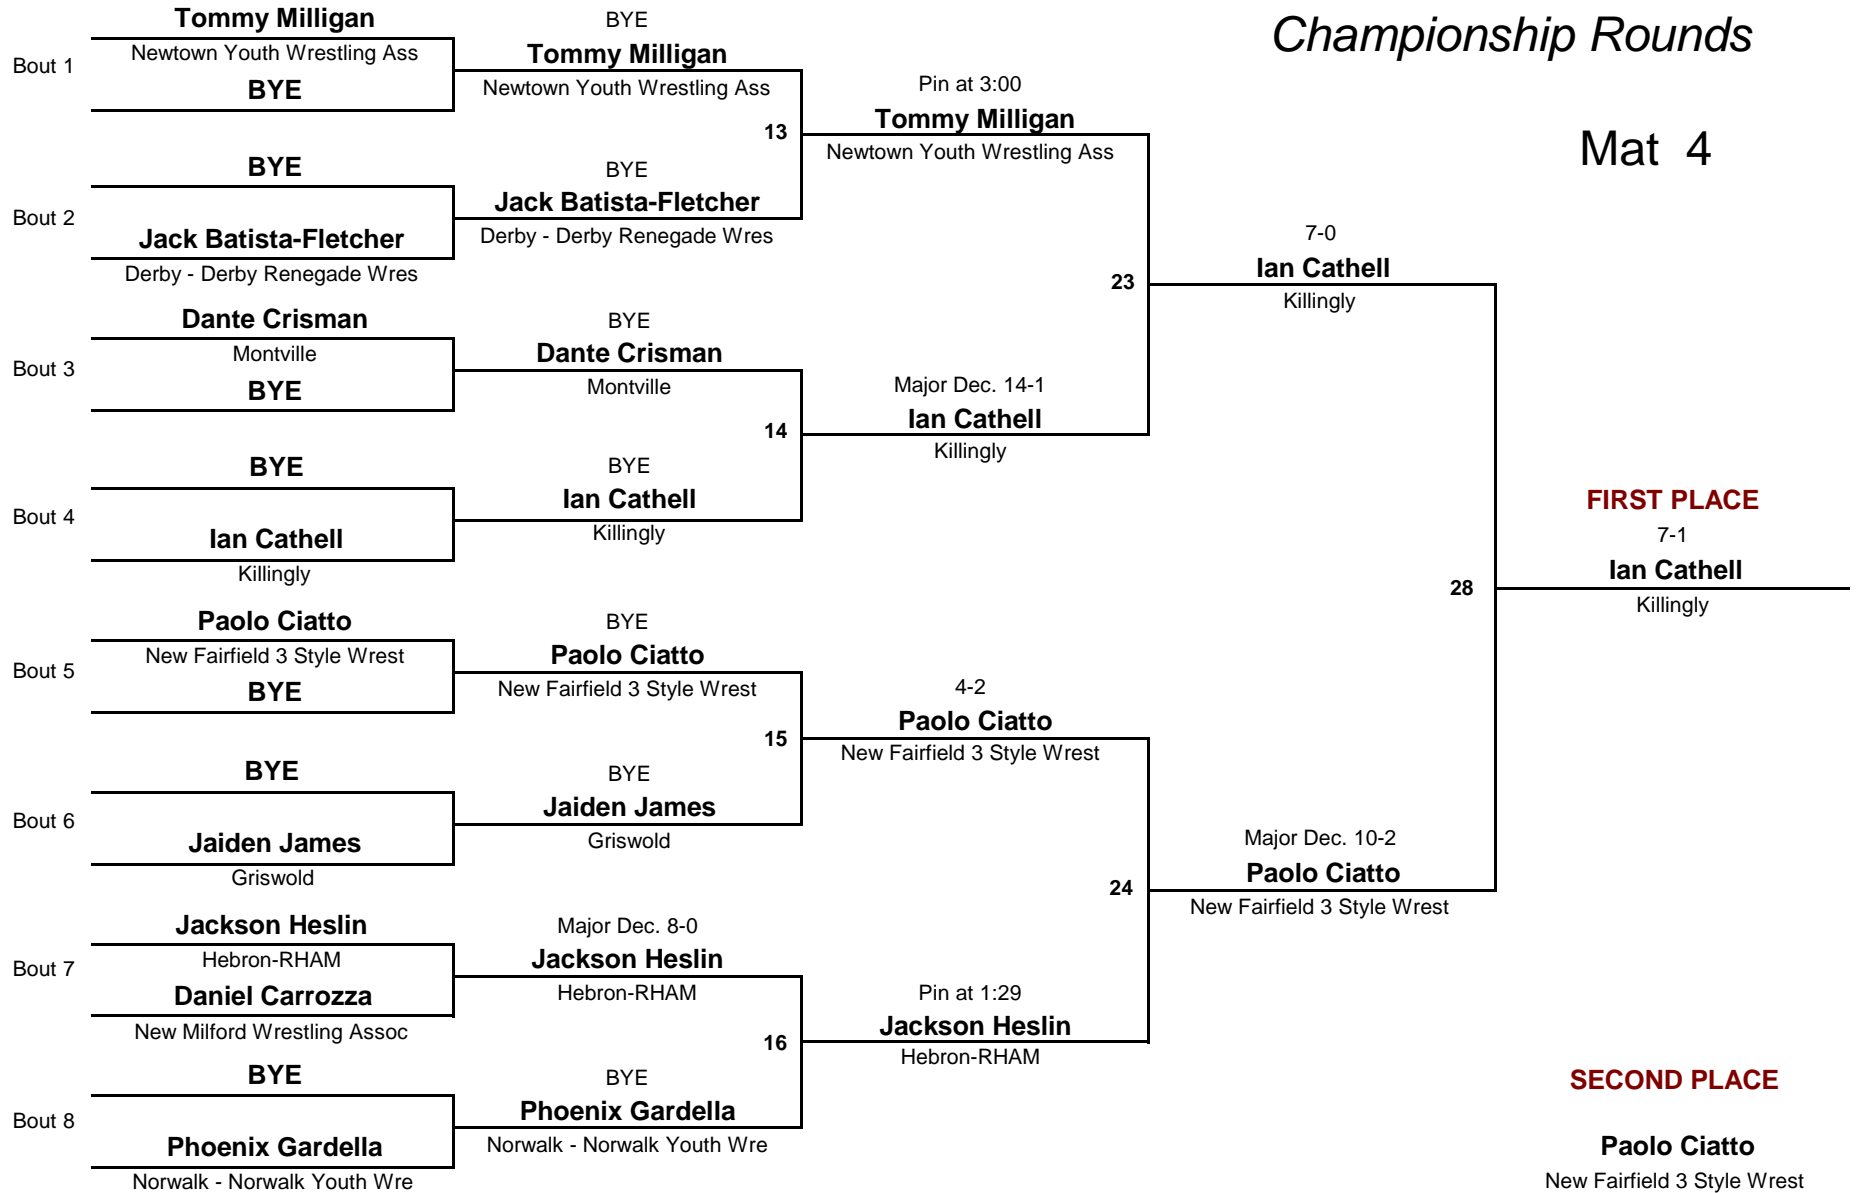 Championship Rounds
Mat 4
Tommy Milligan
Bout 1
Newtown Youth Wrestling Ass
BYE
BYE
Bout 2
Jack Batista-Fletcher
Derby - Derby Renegade Wres
Dante Crisman
Bout 3
Montville
BYE
BYE
Bout 4
Ian Cathell
Killingly
Paolo Ciatto
Bout 5
New Fairfield 3 Style Wrest
BYE
BYE
Bout 6
Jaiden James
Griswold
Jackson Heslin
Bout 7
Hebron-RHAM
Daniel Carrozza
New Milford Wrestling Assoc
BYE
Bout 8
Phoenix Gardella
Norwalk - Norwalk Youth Wre
BYE
Tommy Milligan
Newtown Youth Wrestling Ass
13
BYE
Jack Batista-Fletcher
Derby - Derby Renegade Wres
BYE
Dante Crisman
Montville
14
BYE
Ian Cathell
Killingly
BYE
Paolo Ciatto
New Fairfield 3 Style Wrest
15
BYE
Jaiden James
Griswold
Major Dec. 8-0
Jackson Heslin
Hebron-RHAM
16
BYE
Phoenix Gardella
Norwalk - Norwalk Youth Wre
Pin at 3:00
Tommy Milligan
Newtown Youth Wrestling Ass
23
Major Dec. 14-1
Ian Cathell
Killingly
4-2
Paolo Ciatto
New Fairfield 3 Style Wrest
24
Pin at 1:29
Jackson Heslin
Hebron-RHAM
7-0
Ian Cathell
Killingly
28
Major Dec. 10-2
Paolo Ciatto
New Fairfield 3 Style Wrest
FIRST PLACE
7-1
Ian Cathell
Killingly
SECOND PLACE
Paolo Ciatto
New Fairfield 3 Style Wrest